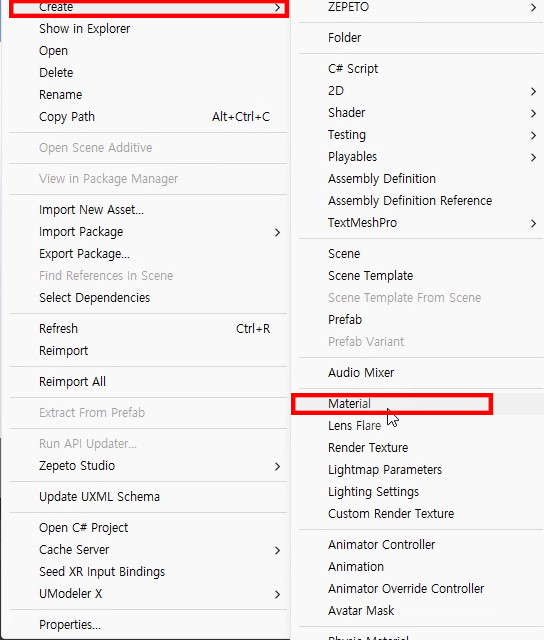 Create
Show in Explorer
Open
Delete
Rename
Copy Path Alt+Ctrl+C
Open Scene Additive
View in Package Manager
Import New Asset...
Import Package
Export Package...
Find References In Scene
Select Dependencies
Refresh Ctrl+R
Reimport
Reimport All
Extract From Prefab
Run API Updater...
Zepeto Studio
Update UXML Schema
Open C# Project
Cache Server
Seed XR Input Bindings
UModeler X
Properties...
ZEPETO
Folder
C# Script
2D
Shader
Testing
Playables
Assembly Definition
Assembly Definition Reference
TextMeshPro
Scene
Scene Template
Scene Template From Scene
Prefab
Prefab Variant
Audio Mixer
Material
Lens Flare
Render Texture
Lightmap Parameters
Lighting Settings
Custom Render Texture
Animator Controller
Animation
Animator Override Controller
Avatar Mask
Physic Material